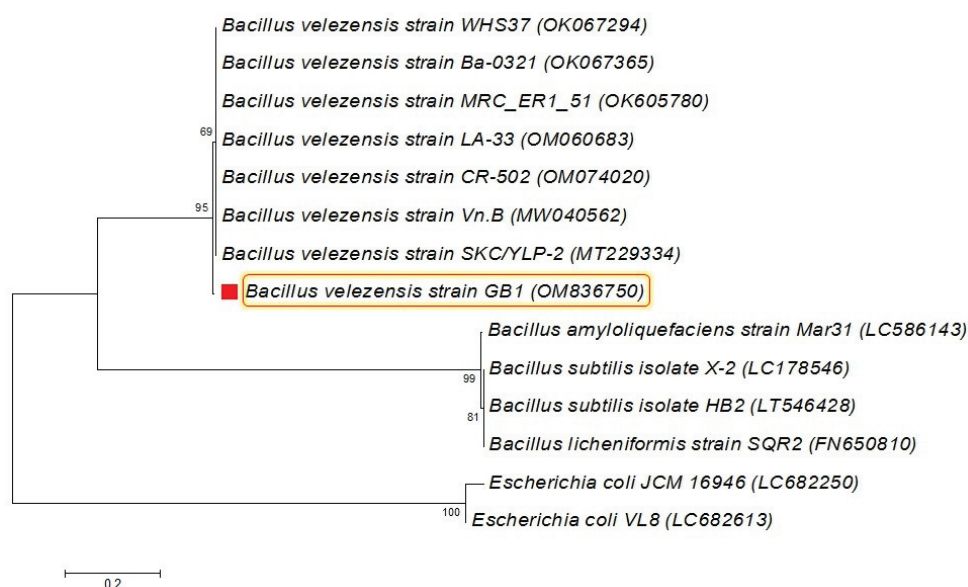 Bacillus velezensis strain WHS37 (OK067294)
Bacillus velezensis strain Ba-0321 (OK067365)
Bacillus velezensis strain MRC_ER1_51 (OK605780)
69
Bacillus velezensis strain LA-33 (OM060683)
Bacillus velezensis strain CR-502 (OM074020)
95
Bacillus velezensis strain Vn.B (MW040562)
Bacillus velezensis strain SKC/YLP-2 (MT229334)
Bacillus velezensis strain GB1 (OM836750)
Bacillus amyloliquefaciens strain Mar31 (LC586143)
Bacillus subtilis isolate X-2 (LC178546)
99
Bacillus subtilis isolate HB2 (LT546428)
81
Bacillus licheniformis strain SQR2 (FN650810)
Escherichia coli JCM 16946 (LC682250)
100
Escherichia coli VL8 (LC682613)
0.2